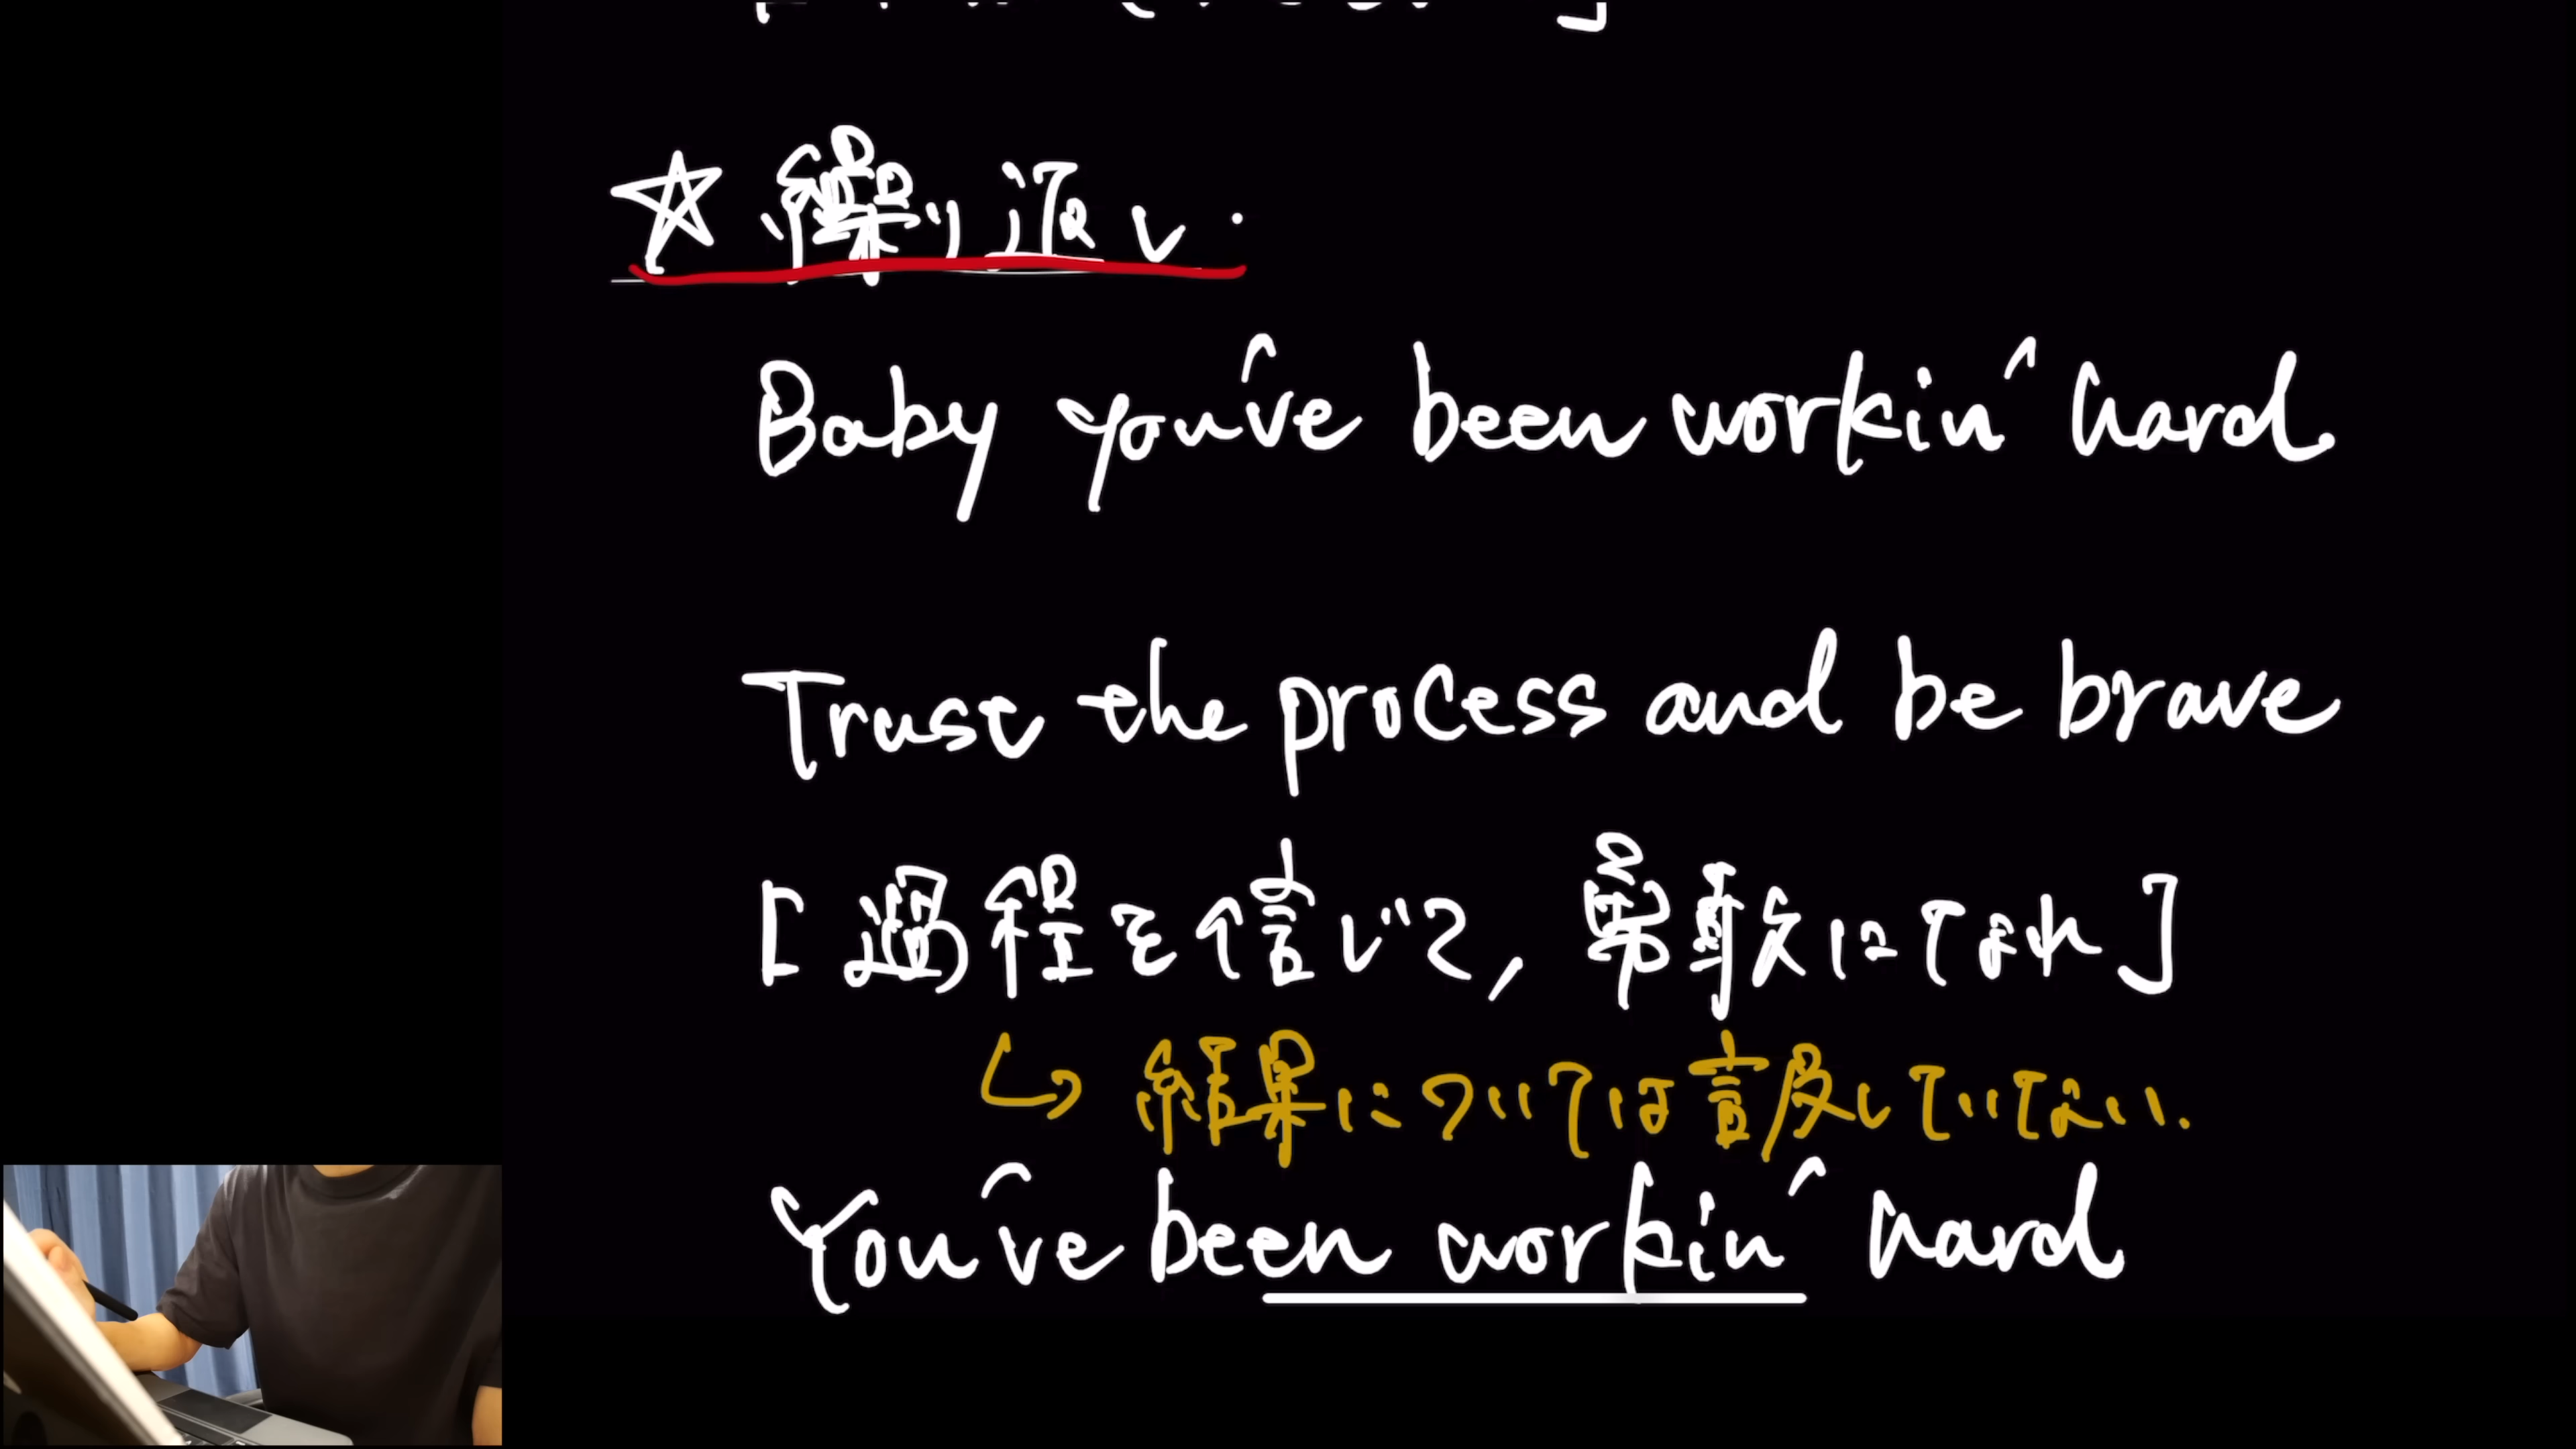 ☆ 繰り返し.
Baby you've been workin' hard.
Trust the process and be brave
[過程を信じて, 勇敢になれ]
↳ 結果については言及していない.
You've been workin' hard